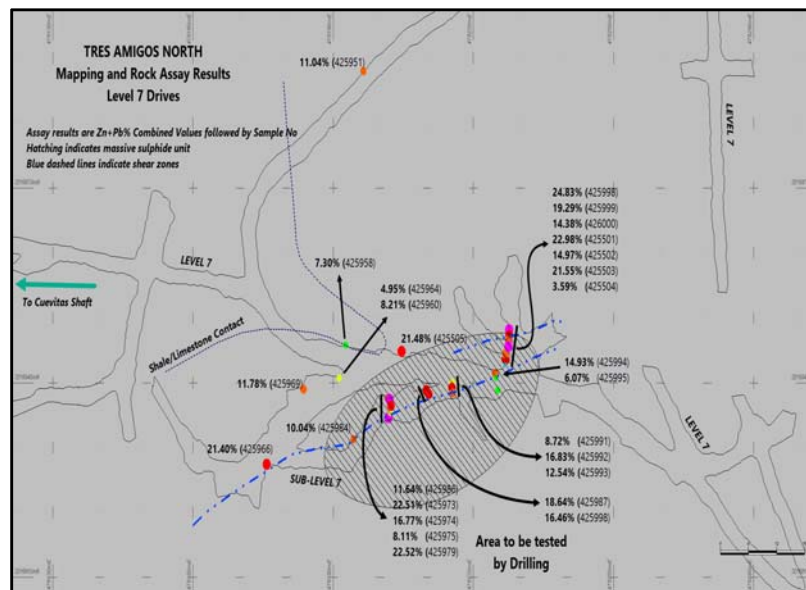 TRES AMIGOS NORTH
Mapping and Rock Assay Results
Level 7 Drives
Assay results are Zn+Pb% Combined Values followed by Sample No
Hatching indicates massive sulphide unit
Blue dashed lines indicate shear zones
11.04% (425951)
LEVEL 7
24.83% (425998)
19.29% (425999)
14.38% (426000)
22.98% (425501)
14.97% (425502)
21.55% (425503)
3.59% (425504)
LEVEL 7
7.30% (425958)
4.95% (425964)
8.21% (425960)
To Cuevitas Shaft
Shale/Limestone Contact
21.48% (425505)
14.93% (425994)
6.07% (425995)
11.78% (425969)
10.04% (425984)
21.40% (425966)
SUB-LEVEL 7
LEVEL 7
8.72% (425991)
16.83% (425992)
12.54% (425993)
11.64% (425986)
22.51% (425973)
16.77% (425974)
8.11% (425975)
22.52% (425979)
18.64% (425987)
16.46% (425998)
Area to be tested
by Drilling